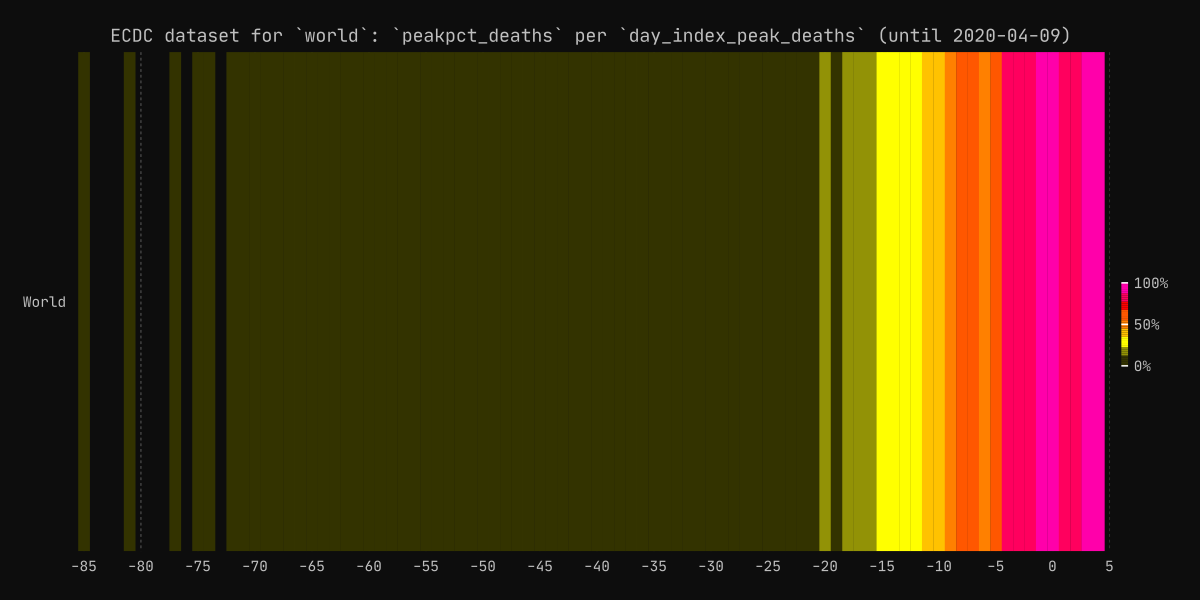 ECDC dataset for `world`: `peakpct_deaths` per `day_index_peak_deaths` (until 2020-04-09)
World
100%
50%
0%
-85 -80 -75 -70 -65 -60 -55 -50 -45 -40 -35 -30 -25 -20 -15 -10 -5 0 5